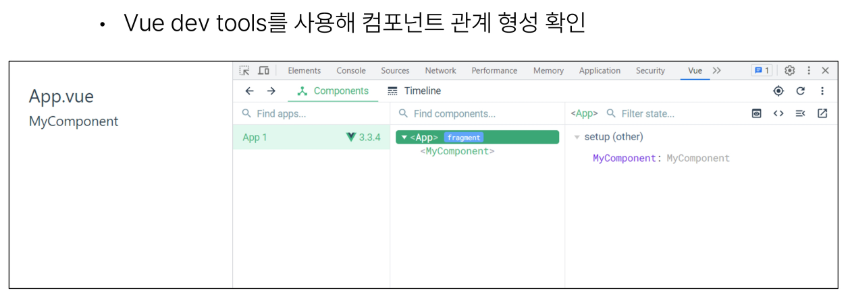 • Vue dev tools를 사용해 컴포넌트 관계 형성 확인
App.vue
MyComponent
Elements Console Sources Network Performance Memory Application Security Vue 1
Components Timeline
Find apps... Find components... <App> Filter state...
App 1 3.3.4 <App> fragment setup (other)
<MyComponent> MyComponent: MyComponent